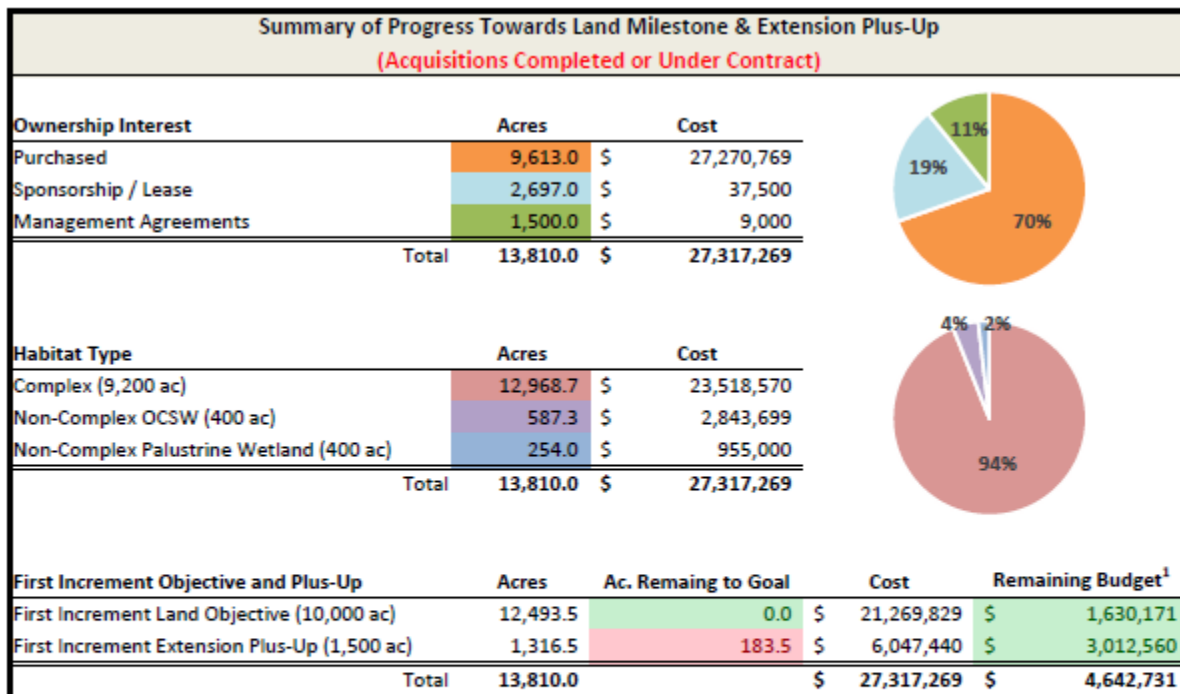 Summary of Progress Towards Land Milestone & Extension Plus-Up
(Acquisitions Completed or Under Contract)
Ownership Interest Acres Cost
Purchased 9,613.0 $ 27,270,769
Sponsorship / Lease 2,697.0 $ 37,500
Management Agreements 1,500.0 $ 9,000
Total 13,810.0 $ 27,317,269
11%
19%
70%
Habitat Type Acres Cost
Complex (9,200 ac) 12,968.7 $ 23,518,570
Non-Complex OCSW (400 ac) 587.3 $ 2,843,699
Non-Complex Palustrine Wetland (400 ac) 254.0 $ 955,000
Total 13,810.0 $ 27,317,269
4% 2%
94%
First Increment Objective and Plus-Up Acres Ac. Remaing to Goal Cost Remaining Budget¹
First Increment Land Objective (10,000 ac) 12,493.5 0.0 $ 21,269,829 $ 1,630,171
First Increment Extension Plus-Up (1,500 ac) 1,316.5 183.5 $ 6,047,440 $ 3,012,560
Total 13,810.0 $ 27,317,269 $ 4,642,731